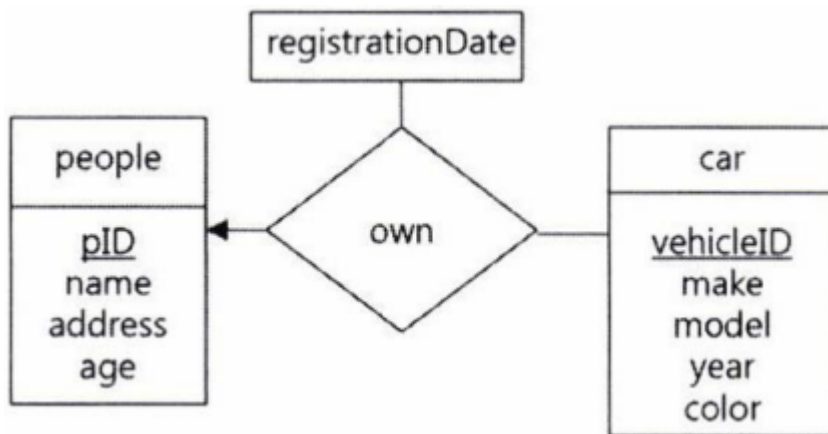 registrationDate
people
pID
name
address
age
own
car
vehicleID
make
model
year
color